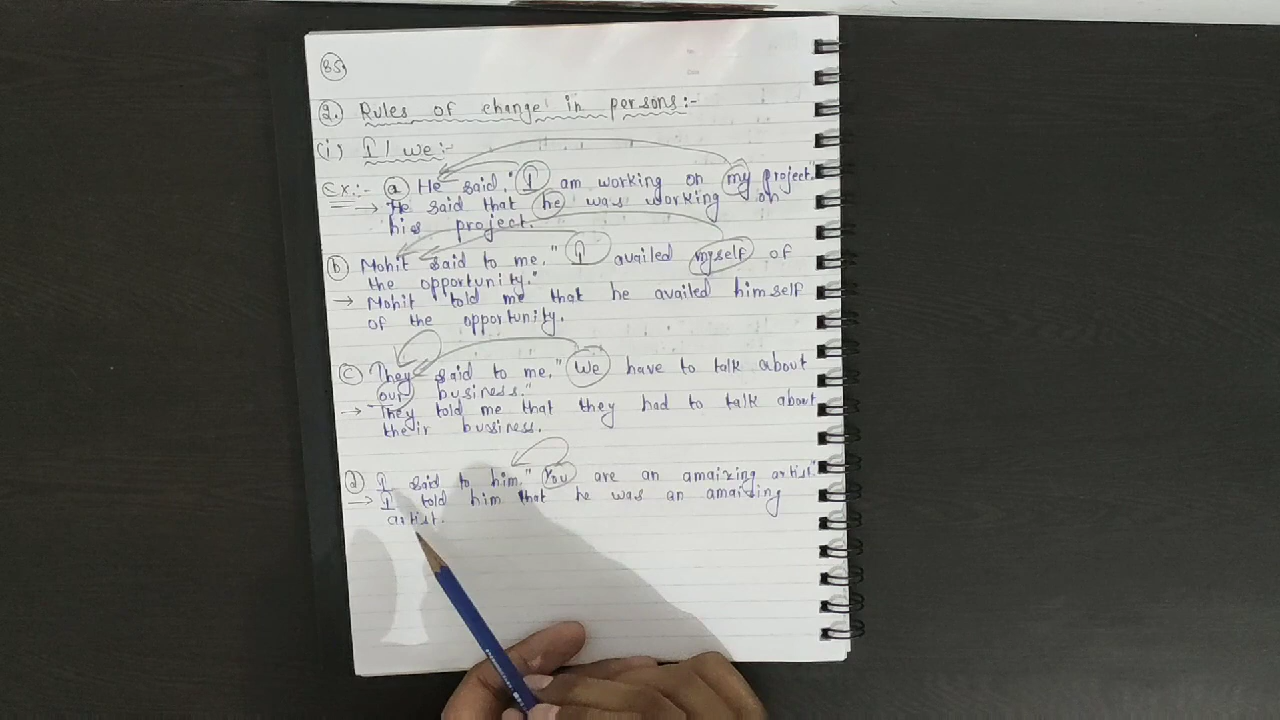 85
2. Rules of change in persons:-
(i) I / we:-
Ex:- (a) He said." I am working on my project."
→ He said that he was working on
his project.
(b) Mohit said to me. " I availed myself of
the opportunity."
→ Mohit told me that he availed himself
of the opportunity.
(c) They said to me." We have to talk about
our business."
→ They told me that they had to talk about
their bussiness.
(d) I said to him." You are an amaizing artist."
→ I told him that he was an amaizing
artist.